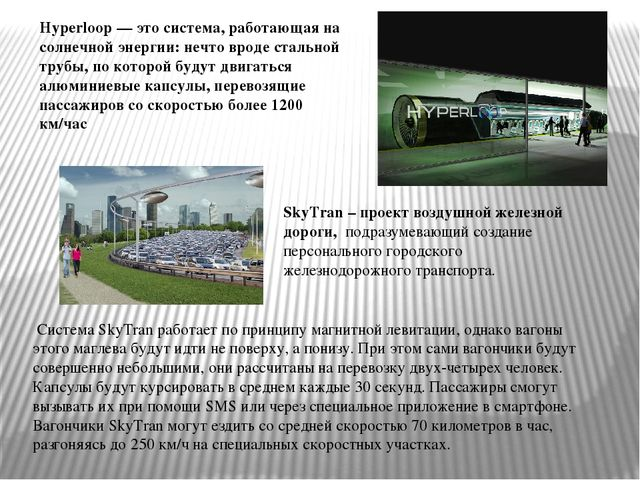 Hyperloop — это система, работающая на
солнечной энергии: нечто вроде стальной
трубы, по которой будут двигаться
алюминиевые капсулы, перевозящие
пассажиров со скоростью более 1200
км/час
HYPERLOOP
SkyTran – проект воздушной железной
дороги, подразумевающий создание
персонального городского
железнодорожного транспорта.
Система SkyTran работает по принципу магнитной левитации, однако вагоны
этого маглева будут идти не поверху, а понизу. При этом сами вагончики будут
совершенно небольшими, они рассчитаны на перевозку двух-четырех человек.
Капсулы будут курсировать в среднем каждые 30 секунд. Пассажиры смогут
вызывать их при помощи SMS или через специальное приложение в смартфоне.
Вагончики SkyTran могут ездить со средней скоростью 70 километров в час,
разгоняясь до 250 км/ч на специальных скоростных участках.